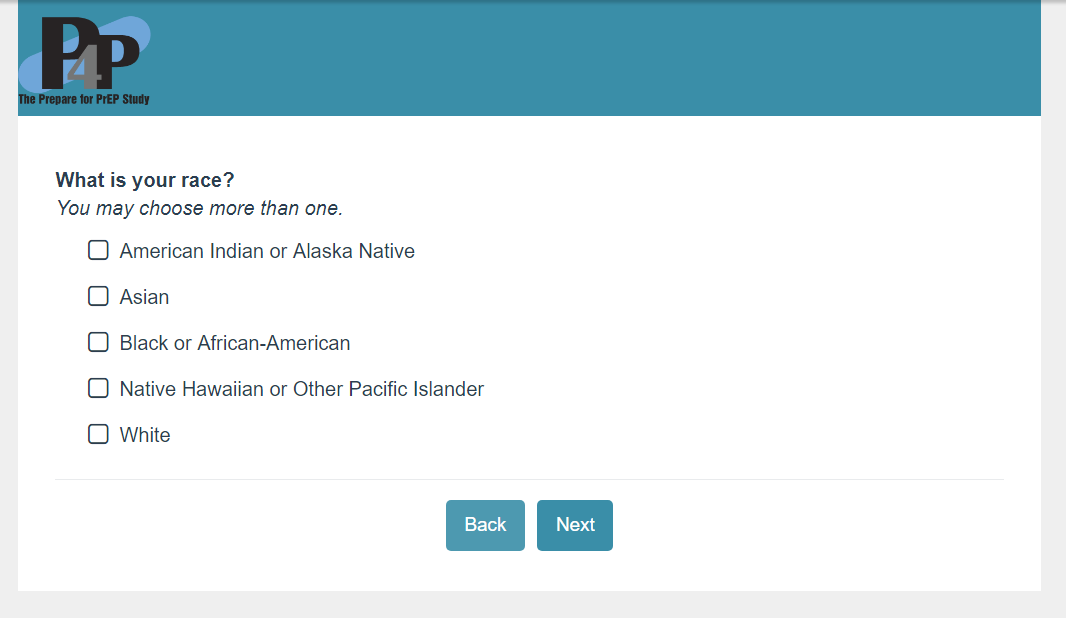 P4P
The Prepare for PrEP Study
What is your race?
You may choose more than one.
American Indian or Alaska Native
Asian
Black or African-American
Native Hawaiian or Other Pacific Islander
White
Back Next